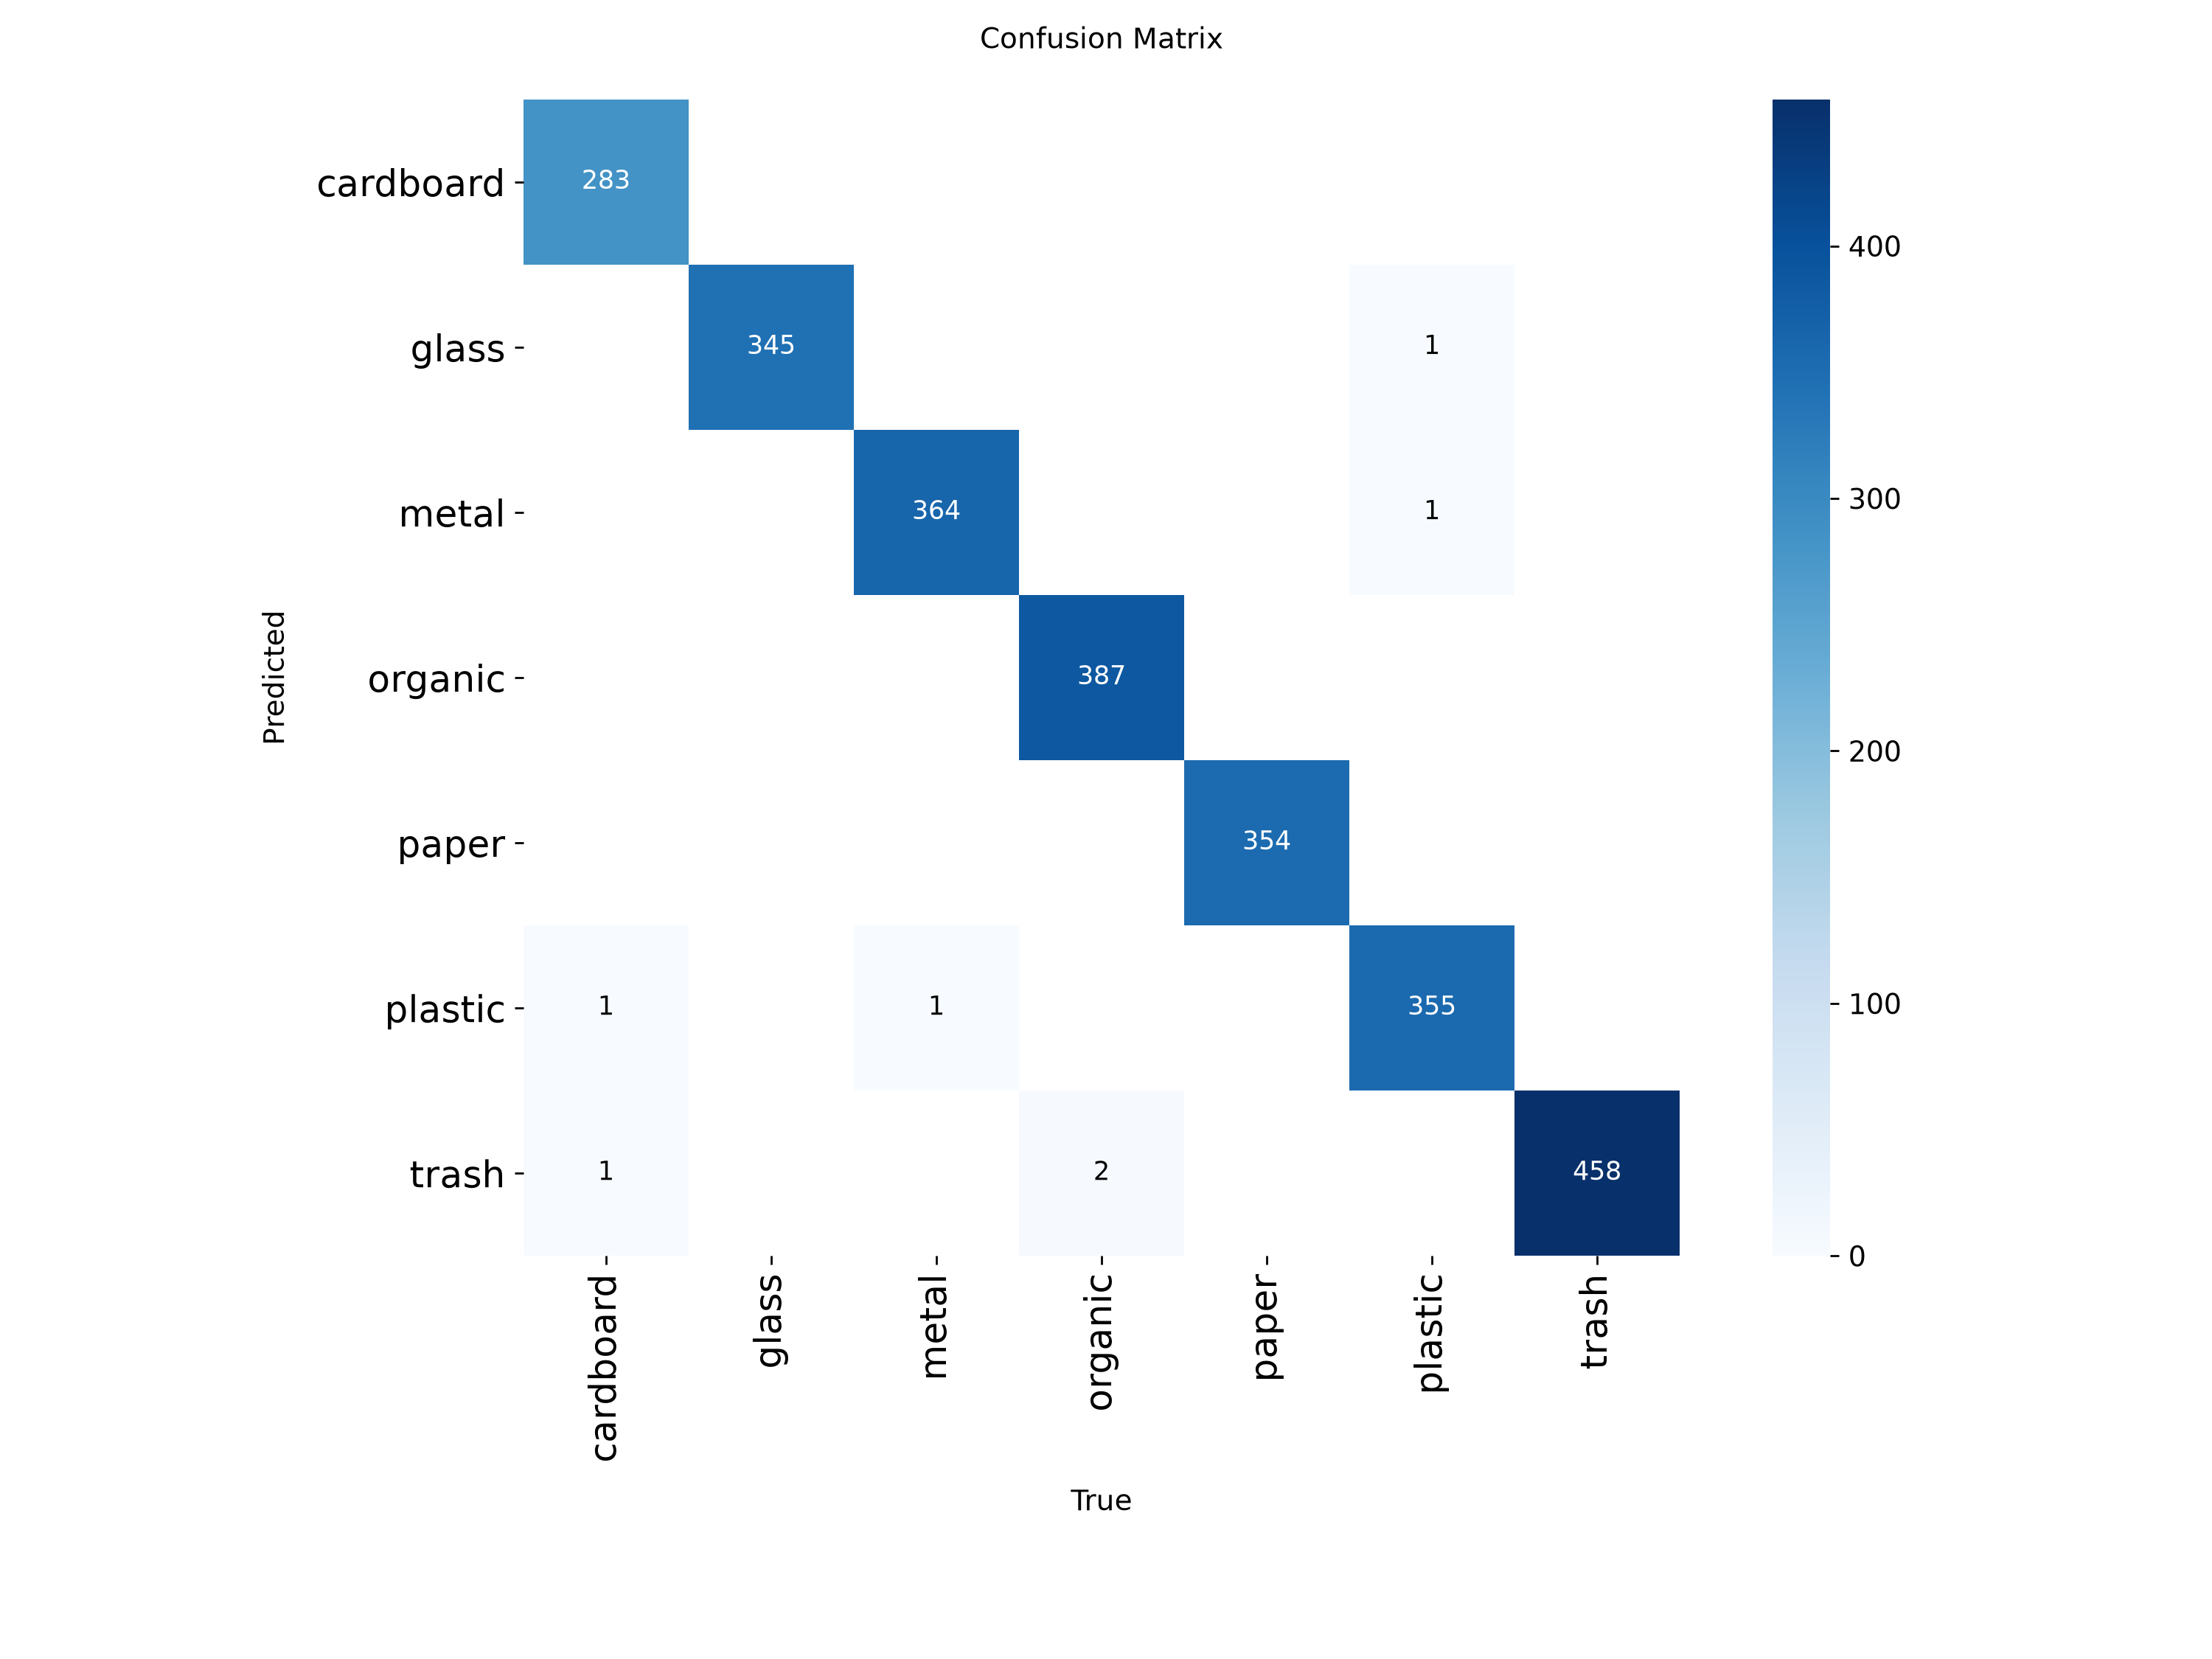 Confusion Matrix
cardboard 283
glass 345 1
metal 364 1
organic 387
paper 354
plastic 1 1 355
trash 1 2 458
Predicted
cardboard glass metal organic paper plastic trash
True
400
300
200
100
0